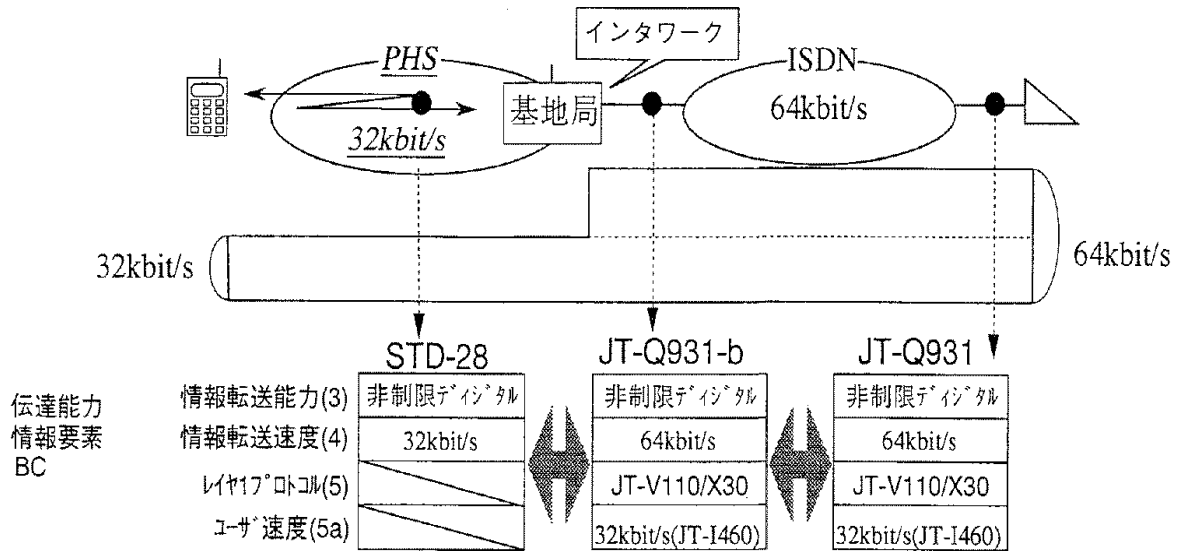 インタワーク
PHS
ISDN
基地局
64kbit/s
32kbit/s
32kbit/s
64kbit/s
STD-28
JT-Q931-b
JT-Q931
伝達能力
情報要素
BC
情報転送能力(3)
非制限ディジタル
非制限ディジタル
非制限ディジタル
情報転送速度(4)
32kbit/s
64kbit/s
64kbit/s
レイヤ1プロトコル(5)
JT-V110/X30
JT-V110/X30
ユーザ速度(5a)
32kbit/s(JT-I460)
32kbit/s(JT-I460)